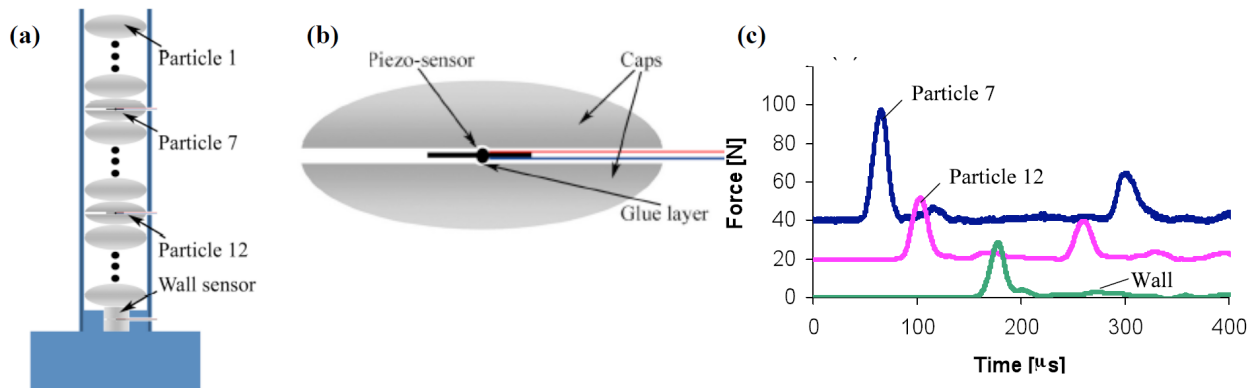 (a)
Particle 1
Particle 7
Particle 12
Wall sensor
(b)
Piezo-sensor
Caps
Glue layer
(c)
Particle 7
Particle 12
Wall
Force [N]
100
80
60
40
20
0
0
100
200
300
400
Time [μs]